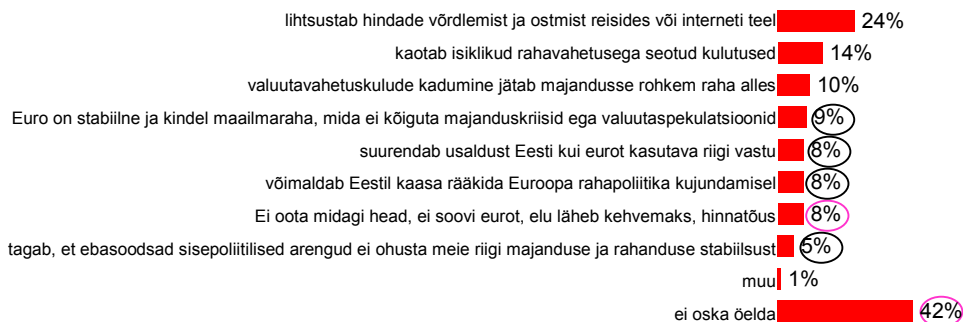 lihtsustab hindade võrdlemist ja ostmist reisides või interneti teel 24%
kaotab isiklikud rahavahetusega seotud kulutused 14%
valuutavahetuskulude kadumine jätab majandusse rohkem raha alles 10%
Euro on stabiilne ja kindel maailmaraha, mida ei kõiguta majanduskriisid ega valuutaspekulatsioonid 9%
suurendab usaldust Eesti kui eurot kasutava riigi vastu 8%
võimaldab Eestil kaasa rääkida Euroopa rahapoliitika kujundamisel 8%
Ei oota midagi head, ei soovi eurot, elu läheb kehvemaks, hinnatõus 8%
tagab, et ebasoodsad sisepoliitilised arengud ei ohusta meie riigi majanduse ja rahanduse stabiilsust 5%
muu 1%
ei oska öelda 42%